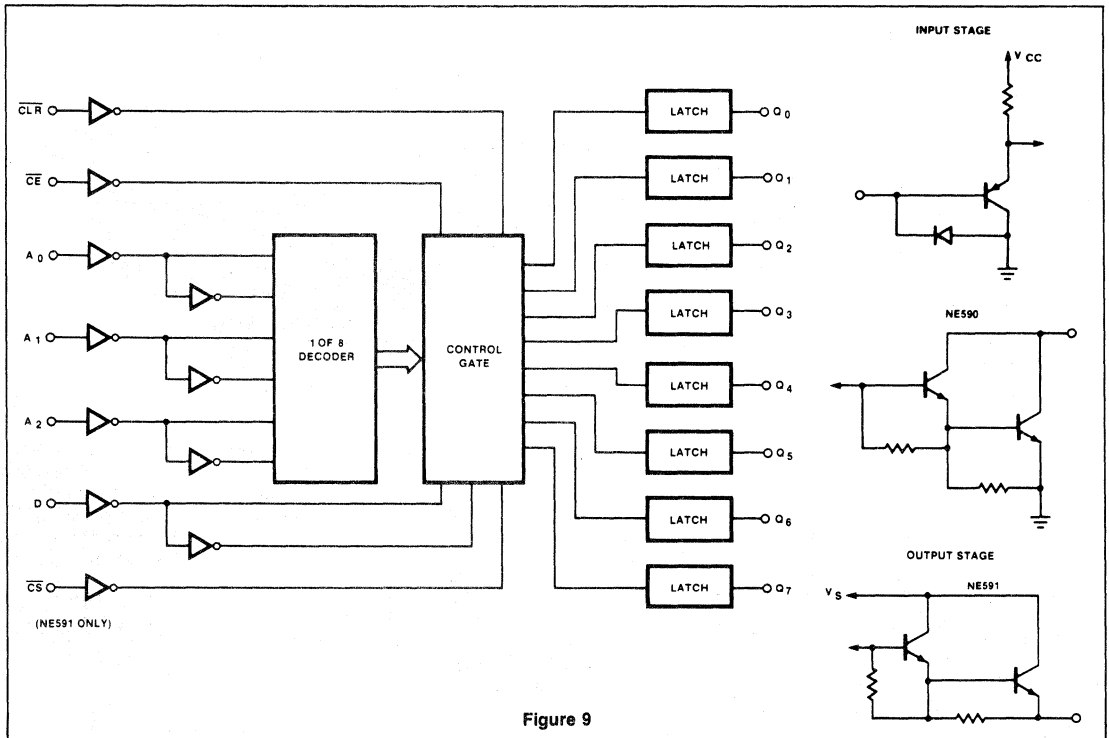 INPUT STAGE
V CC
CLR
CE
A 0
A 1
A 2
D
CS
(NE591 ONLY)
1 OF 8
DECODER
CONTROL
GATE
LATCH
Q 0
LATCH
Q 1
LATCH
Q 2
LATCH
Q 3
LATCH
Q 4
LATCH
Q 5
LATCH
Q 6
LATCH
Q 7
NE590
OUTPUT STAGE
NE591
V S
Figure 9